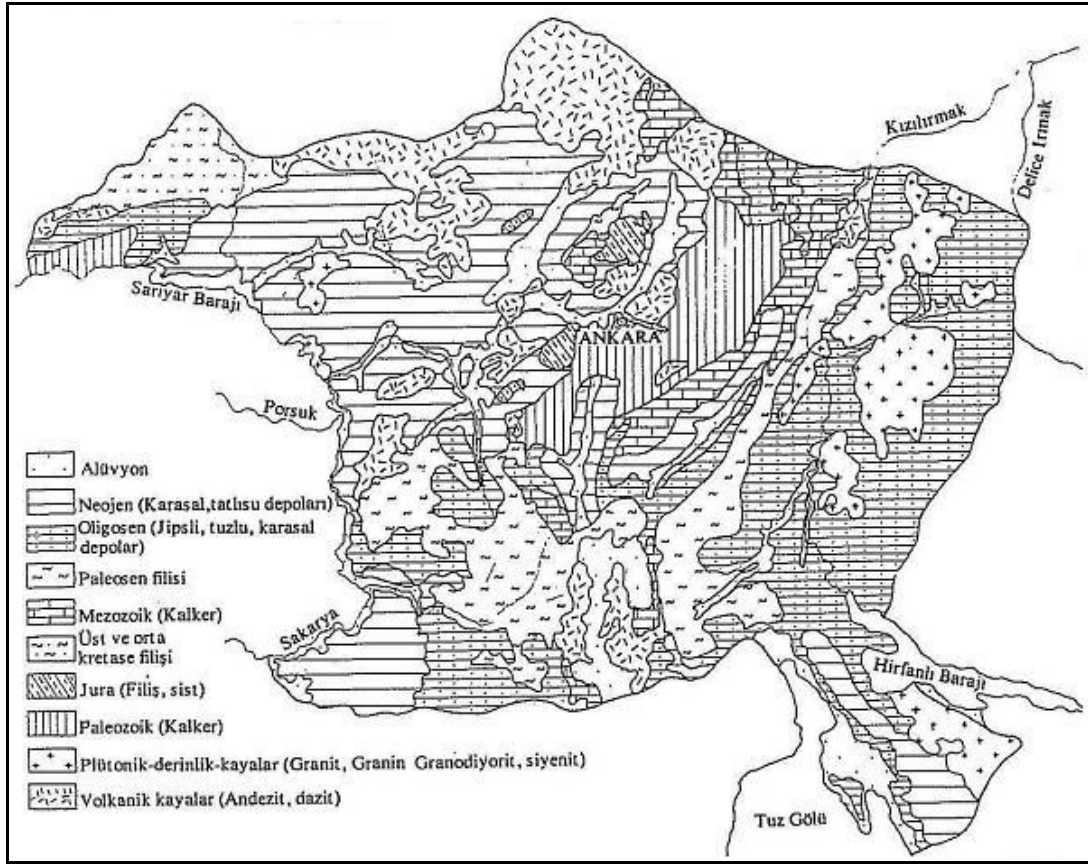 Kızılırmak
Delice Irmak
Sarıyar Barajı
ANKARA
Porsuk
Alüvyon
Neojen (Karasal,tatlısu depoları)
Oligosen (Jipsli, tuzlu, karasal
depolar)
Paleosen filisi
Mezozoik (Kalker)
Üst ve orta
kretase filişi
Jura (Filiş, sist)
Paleozoik (Kalker)
Plütonik-derinlik-kayalar (Granit, Granin Granodiyorit, siyenit)
Volkanik kayalar (Andezit, dazit)
Sakarya
Hirfanlı Barajı
Tuz Gölü